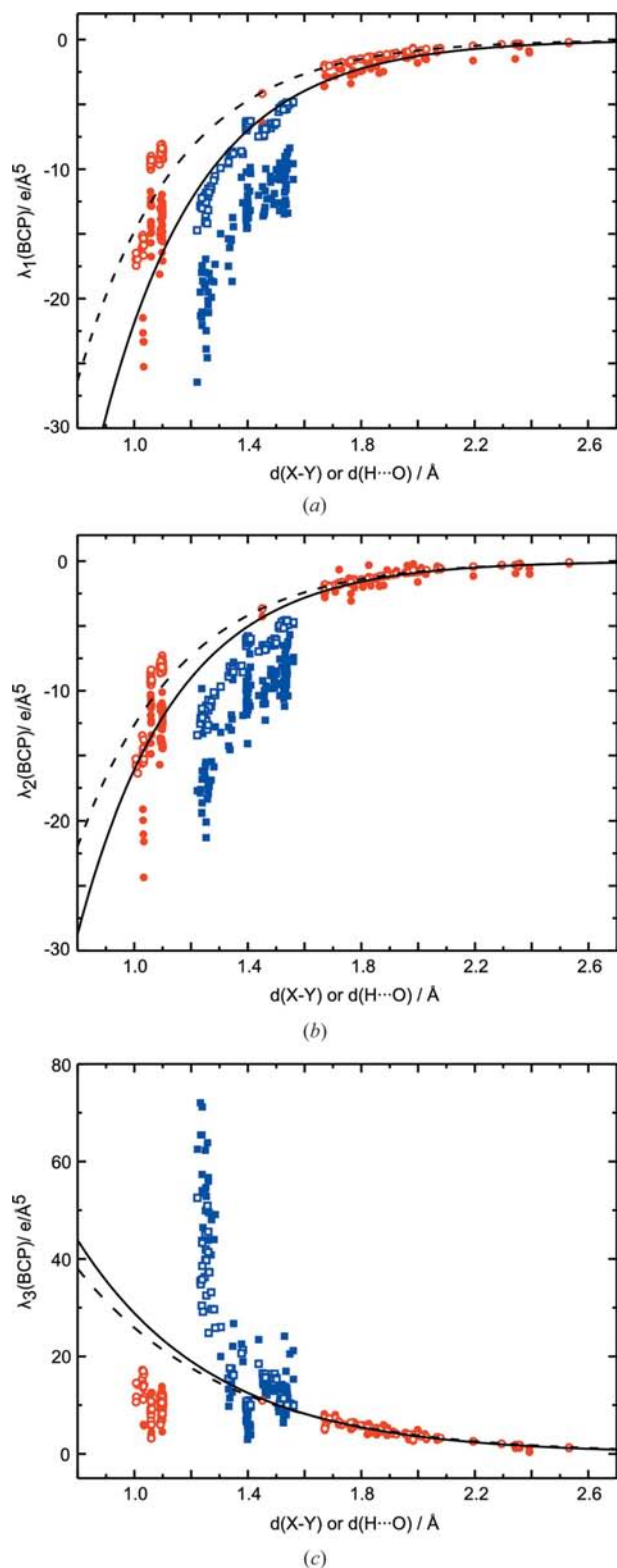 0
-10
-20
-30
λ1(BCP)/ e/Å5
1.0 1.4 1.8 2.2 2.6
d(X-Y) or d(H···O) / Å
(a)
0
-10
-20
-30
λ2(BCP)/ e/Å5
1.0 1.4 1.8 2.2 2.6
d(X-Y) or d(H···O) / Å
(b)
80
60
40
20
0
λ3(BCP)/ e/Å5
1.0 1.4 1.8 2.2 2.6
d(X-Y) or d(H···O) / Å
(c)